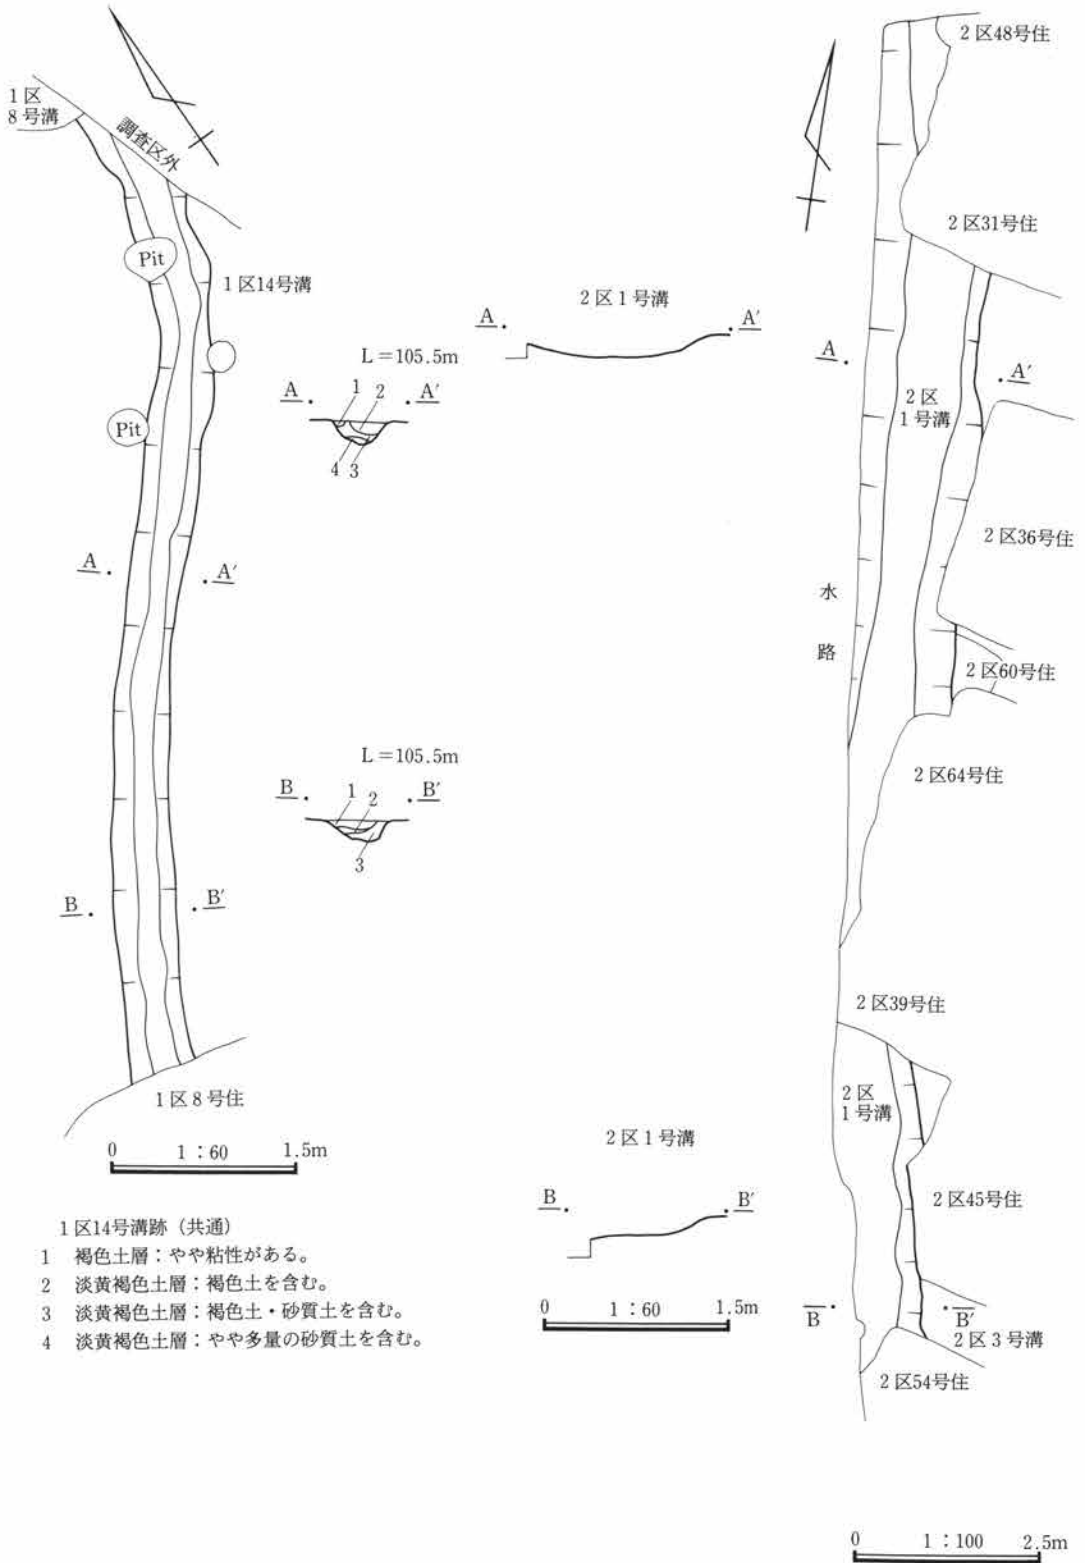 1区
8号溝
調査区外
Pit
1区14号溝
Pit
A
A′
B
B′
1区8号住
0 1:60 1.5m
L=105.5m
A 1 2 A′
4 3
L=105.5m
B 1 2 B′
3
1区14号溝跡（共通）
1 褐色土層：やや粘性がある。
2 淡黄褐色土層：褐色土を含む。
3 淡黄褐色土層：褐色土・砂質土を含む。
4 淡黄褐色土層：やや多量の砂質土を含む。
2区1号溝
A A′
2区1号溝
B B′
0 1:60 1.5m
2区48号住
2区31号住
A
A′
2区
1号溝
2区36号住
水
路
2区60号住
2区64号住
2区39号住
2区
1号溝
2区45号住
B
B′
2区3号溝
2区54号住
0 1:100 2.5m